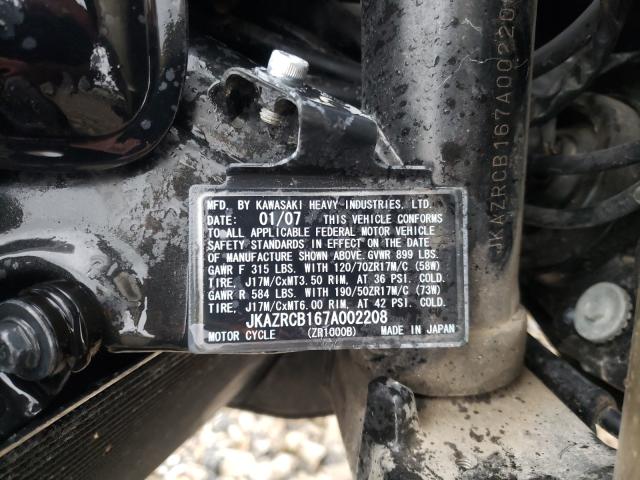 MFD. BY KAWASAKI HEAVY INDUSTRIES, LTD.
DATE: 01/07 THIS VEHICLE CONFORMS
TO ALL APPLICABLE FEDERAL MOTOR VEHICLE
SAFETY STANDARDS IN EFFECT ON THE DATE
OF MANUFACTURE SHOWN ABOVE. GVWR 899 LBS.
GAWR F 315 LBS. WITH 120/70ZR17M/C (58W)
TIRE, J17M/CxMT3.50 RIM, AT 36 PSI. COLD.
GAWR R 584 LBS. WITH 190/50ZR17M/C (73W)
TIRE, J17M/CxMT6.00 RIM, AT 42 PSI. COLD.
JKAZRCB167A002208
MOTOR CYCLE (ZR1000B) MADE IN JAPAN
JKAZRCB167A002208